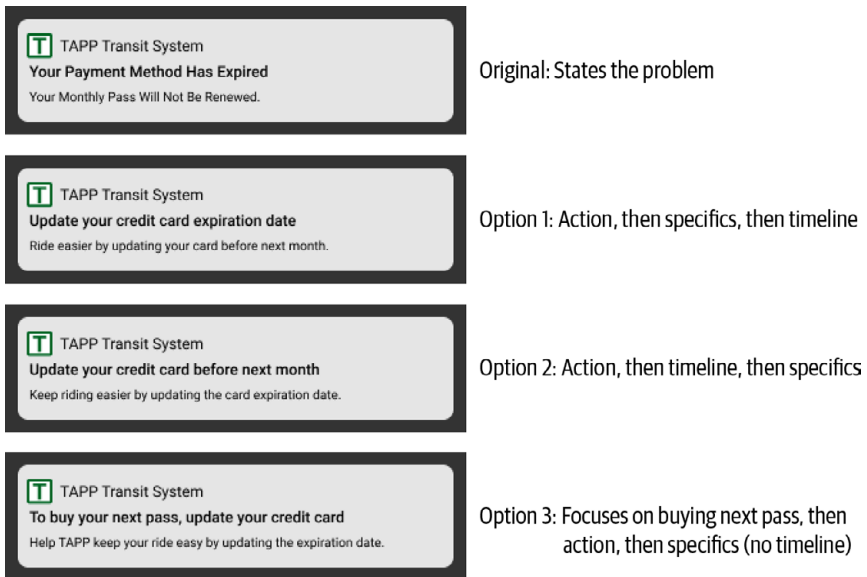 T TAPP Transit System
Your Payment Method Has Expired
Your Monthly Pass Will Not Be Renewed.
Original: States the problem
T TAPP Transit System
Update your credit card expiration date
Ride easier by updating your card before next month.
Option 1: Action, then specifics, then timeline
T TAPP Transit System
Update your credit card before next month
Keep riding easier by updating the card expiration date.
Option 2: Action, then timeline, then specifics
T TAPP Transit System
To buy your next pass, update your credit card
Help TAPP keep your ride easy by updating the expiration date.
Option 3: Focuses on buying next pass, then
action, then specifics (no timeline)